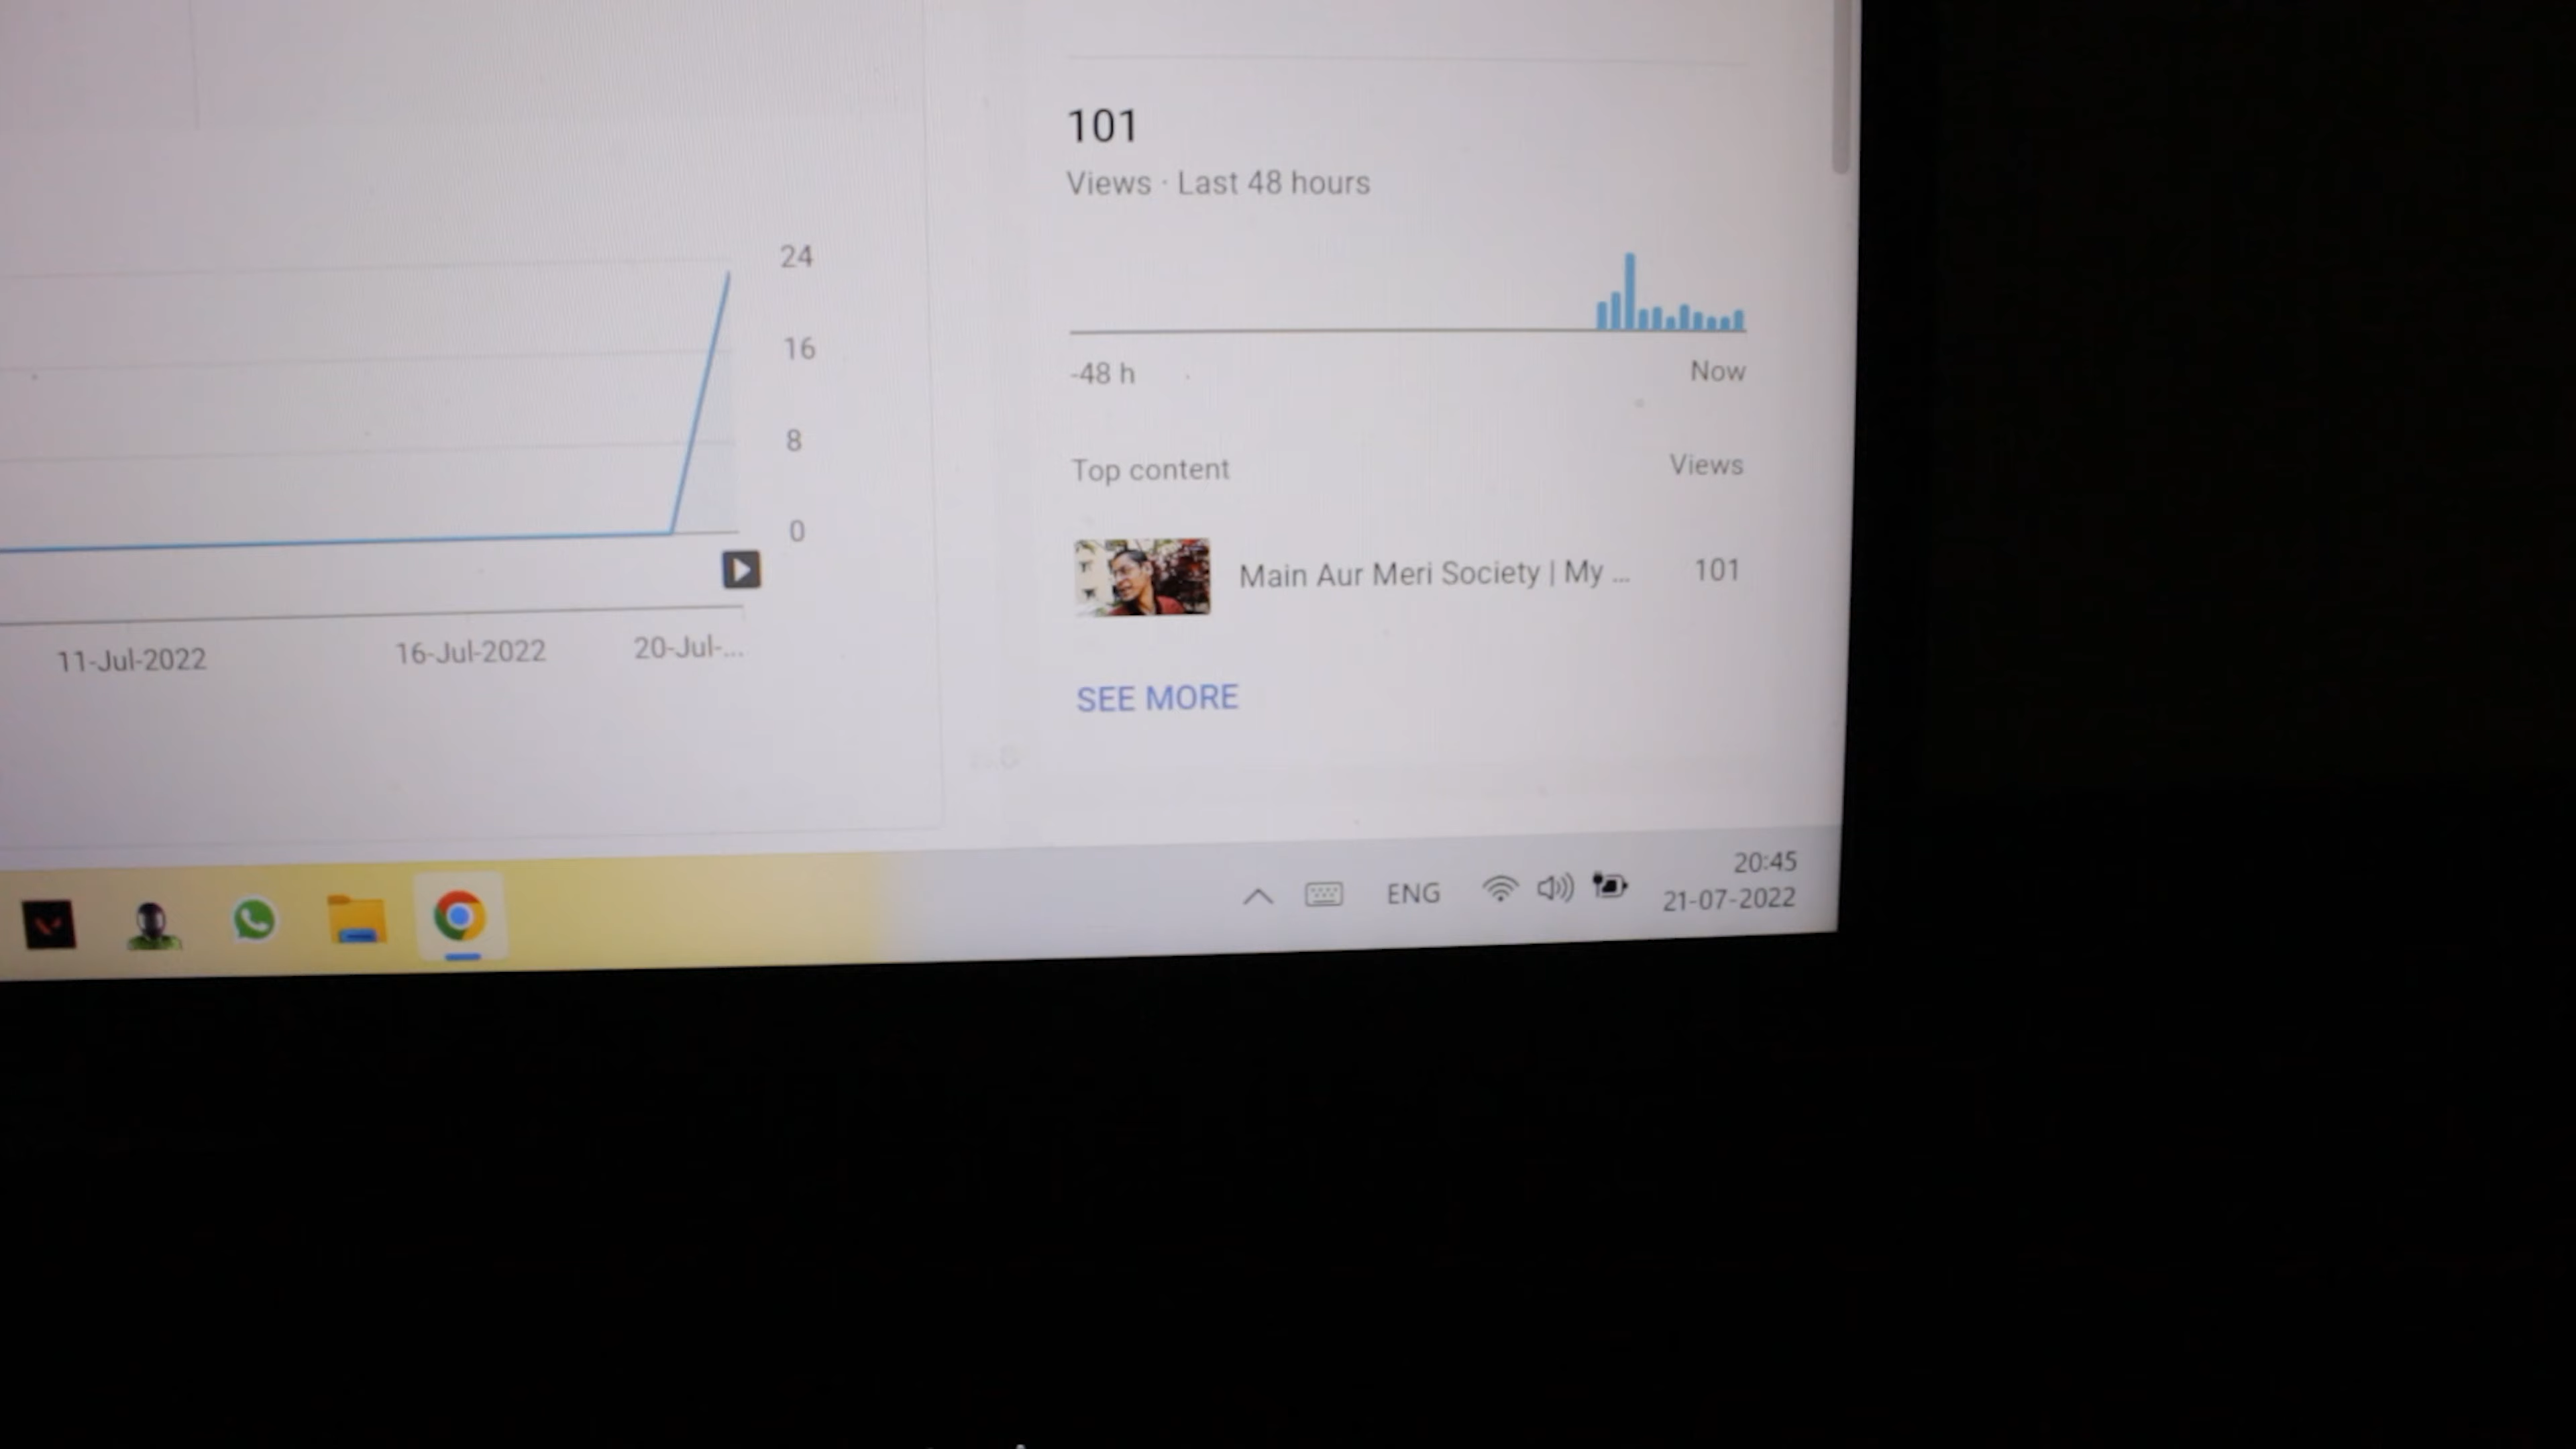 24
16
8
0
11-Jul-2022
16-Jul-2022
20-Jul-...
101
Views · Last 48 hours
-48 h
Now
Top content
Views
Main Aur Meri Society | My ...
101
SEE MORE
ENG
20:45
21-07-2022